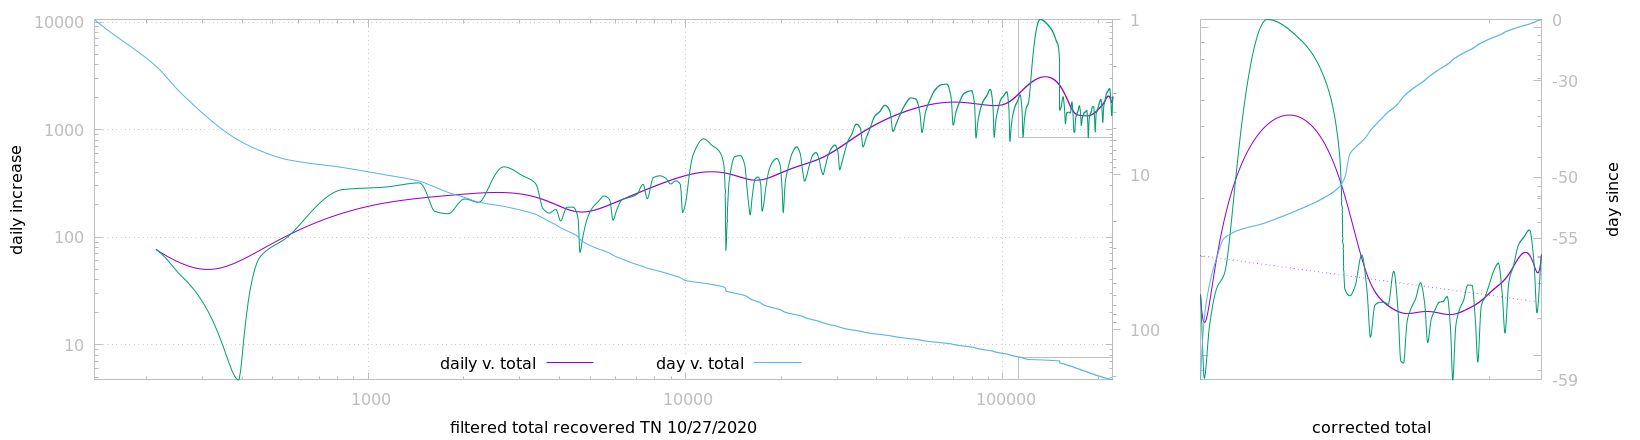 10000
1000
100
10
daily increase
daily v. total
day v. total
1000
10000
100000
filtered total recovered TN 10/27/2020
1
10
100
0
-30
-50
-55
-59
day since
corrected total